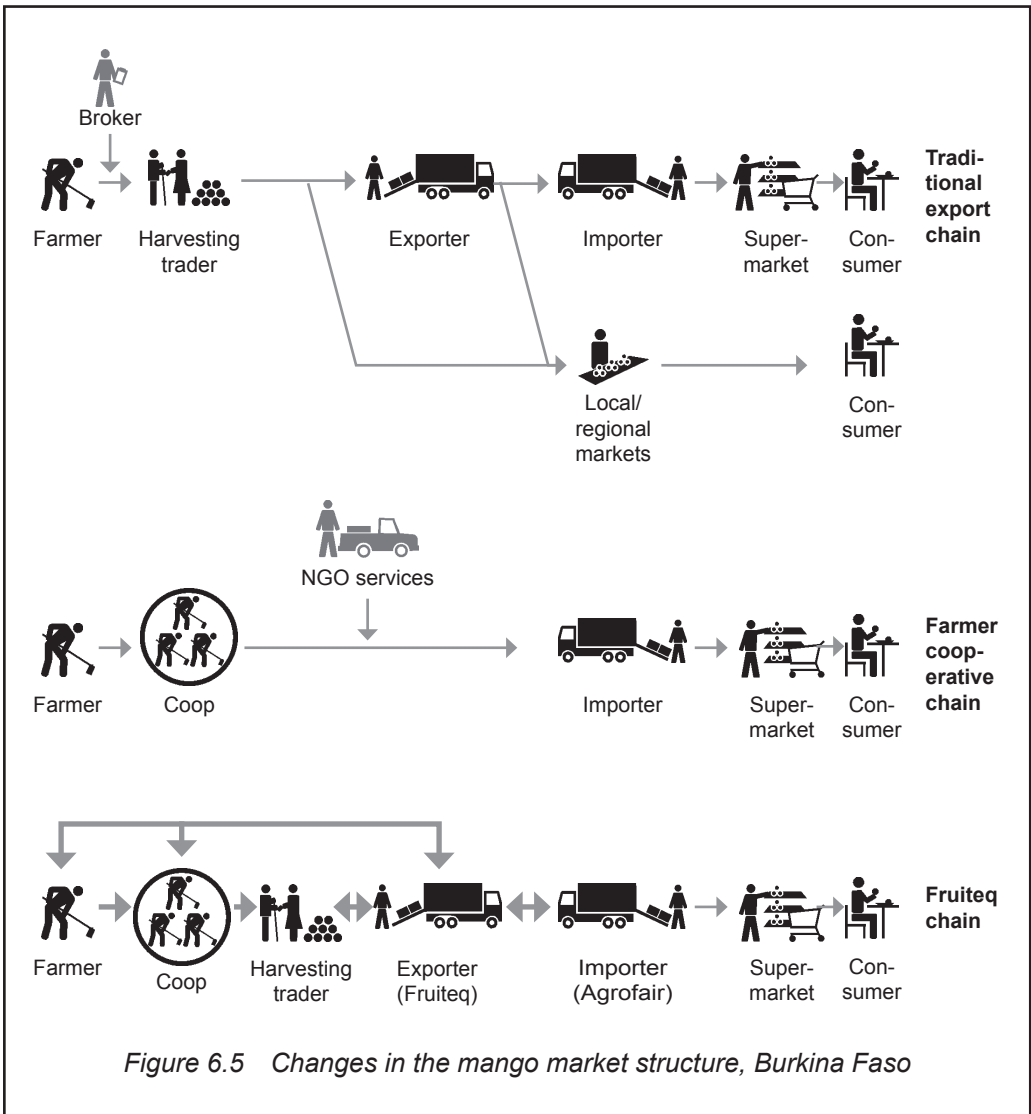 Broker
Farmer
Harvesting
trader
Exporter
Importer
Super-
market
Con-
sumer
Tradi-
tional
export
chain
Local/
regional
markets
Con-
sumer
NGO services
Farmer
Coop
Importer
Super-
market
Con-
sumer
Farmer
coop-
erative
chain
Farmer
Coop
Harvesting
trader
Exporter
(Fruiteq)
Importer
(Agrofair)
Super-
market
Con-
sumer
Fruiteq
chain
Figure 6.5 Changes in the mango market structure, Burkina Faso